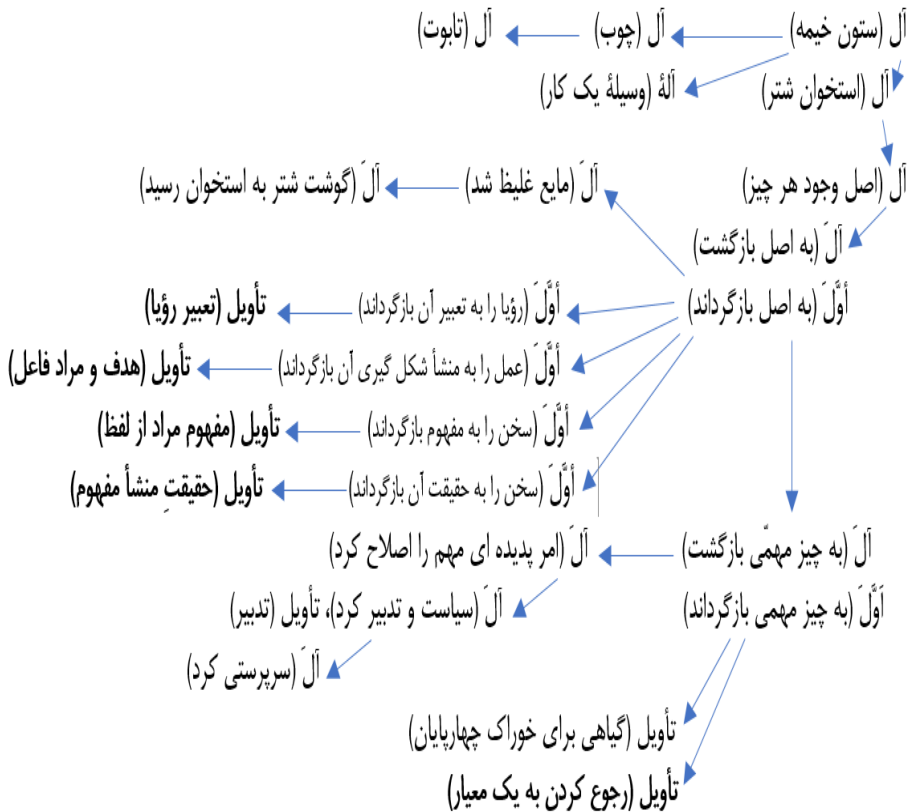 آل (ستون خیمه) آل (چوب) آل (تابوت)
آل (استخوان شتر) آلة (وسیلۀ یک کار)
آل (اصل وجود هر چیز) آلَ (مایع غلیظ شد) آلَ (گوشت شتر به استخوان رسید)
آلَ (به اصل بازگشت)
أوَّلَ (به اصل بازگرداند) أوَّلَ (رؤیا را به تعبیر آن بازگرداند) تأویل (تعبیر رؤیا)
أوَّلَ (عمل را به منشأ شکل گیری آن بازگرداند) تأویل (هدف و مراد فاعل)
أوَّلَ (سخن را به مفهوم بازگرداند) تأویل (مفهوم مراد از لفظ)
أوَّلَ (سخن را به حقیقت آن بازگرداند) تأویل (حقیقتِ منشأ مفهوم)
آلَ (به چیز مهمّی بازگشت) آلَ (امر پدیده ای مهم را اصلاح کرد)
اَوَّلَ (به چیز مهمی بازگرداند) آلَ (سیاست و تدبیر کرد)، تأویل (تدبیر)
آلَ (سرپرستی کرد)
تأویل (گیاهی برای خوراک چهارپایان)
تأویل (رجوع کردن به یک معیار)